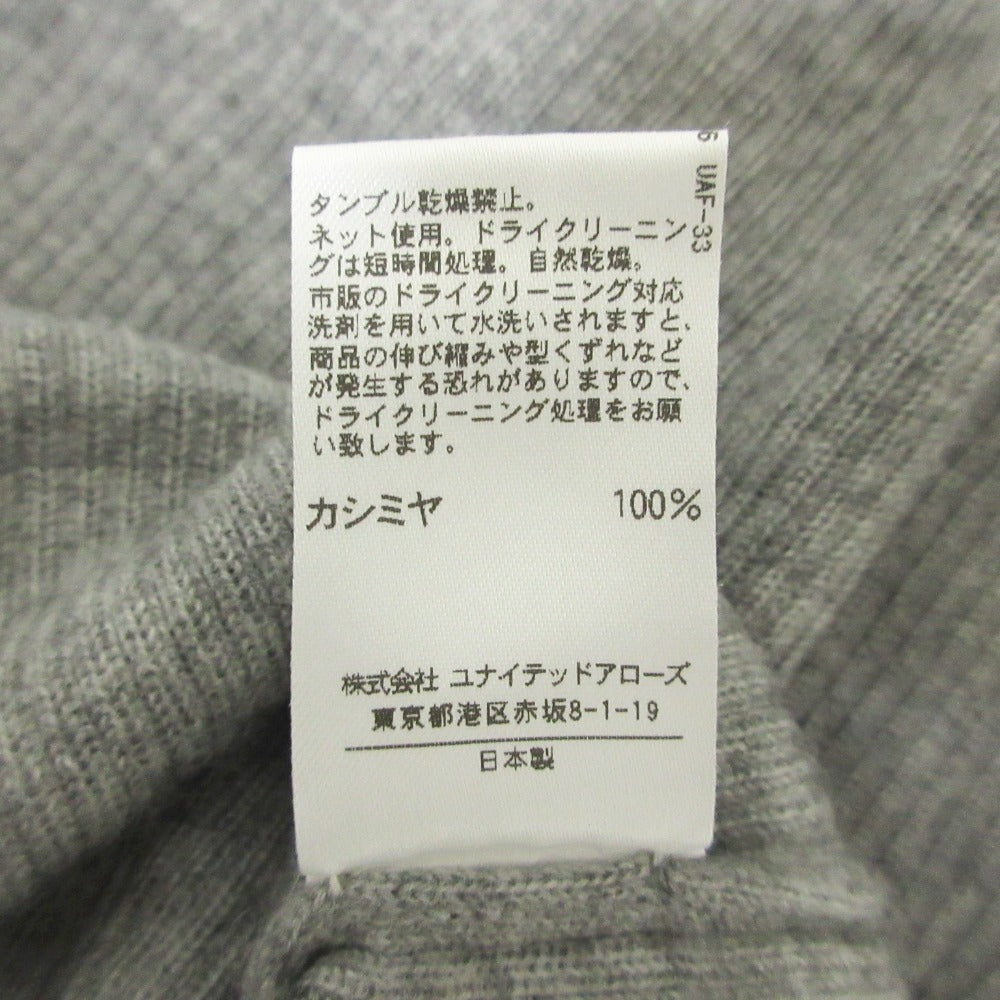 タンブル乾燥禁止。
ネット使用。ドライクリーニン
グは短時間処理。自然乾燥。
市販のドライクリーニング対応
洗剤を用いて水洗いされますと、
商品の伸び縮みや型くずれなど
が発生する恐れがありますので、
ドライクリーニング処理をお願
い致します。
カシミヤ 100%
株式会社 ユナイテッドアローズ
東京都港区赤坂8-1-19
日本製
6 UAF-33